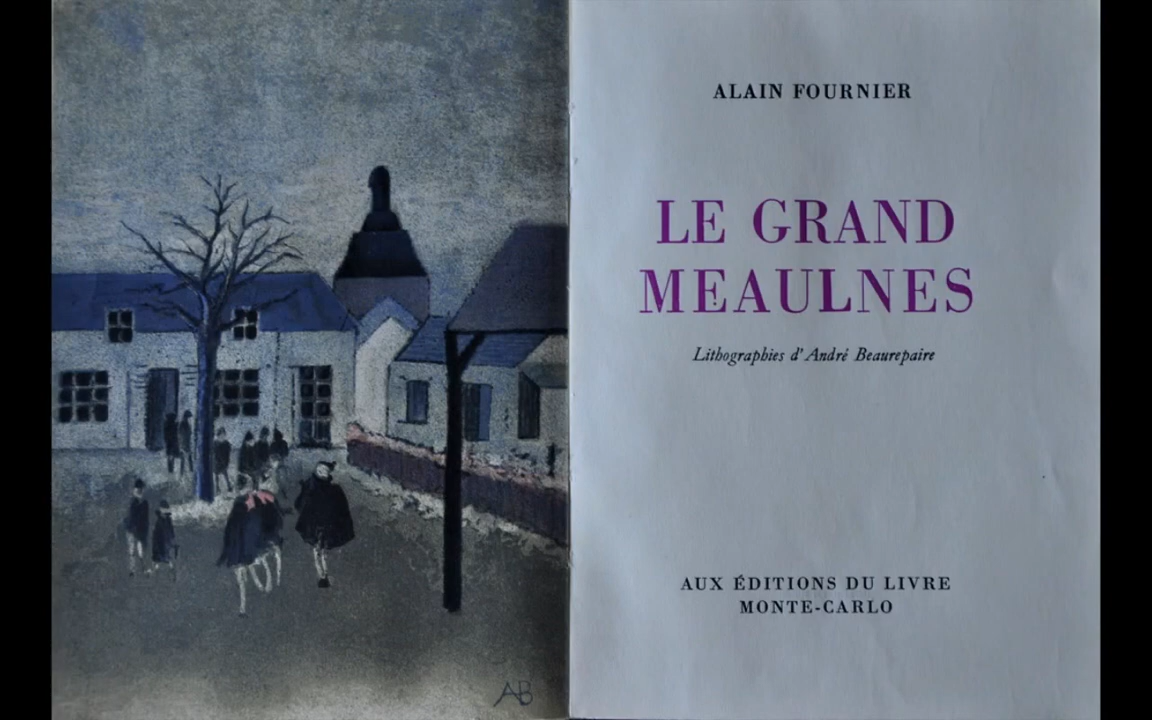 ALAIN FOURNIER
LE GRAND
MEAULNES
Lithographies d'André Beaurepaire
AUX ÉDITIONS DU LIVRE
MONTE-CARLO
AB